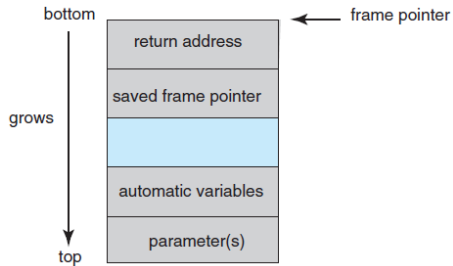 bottom
frame pointer
return address
saved frame pointer
grows
automatic variables
parameter(s)
top